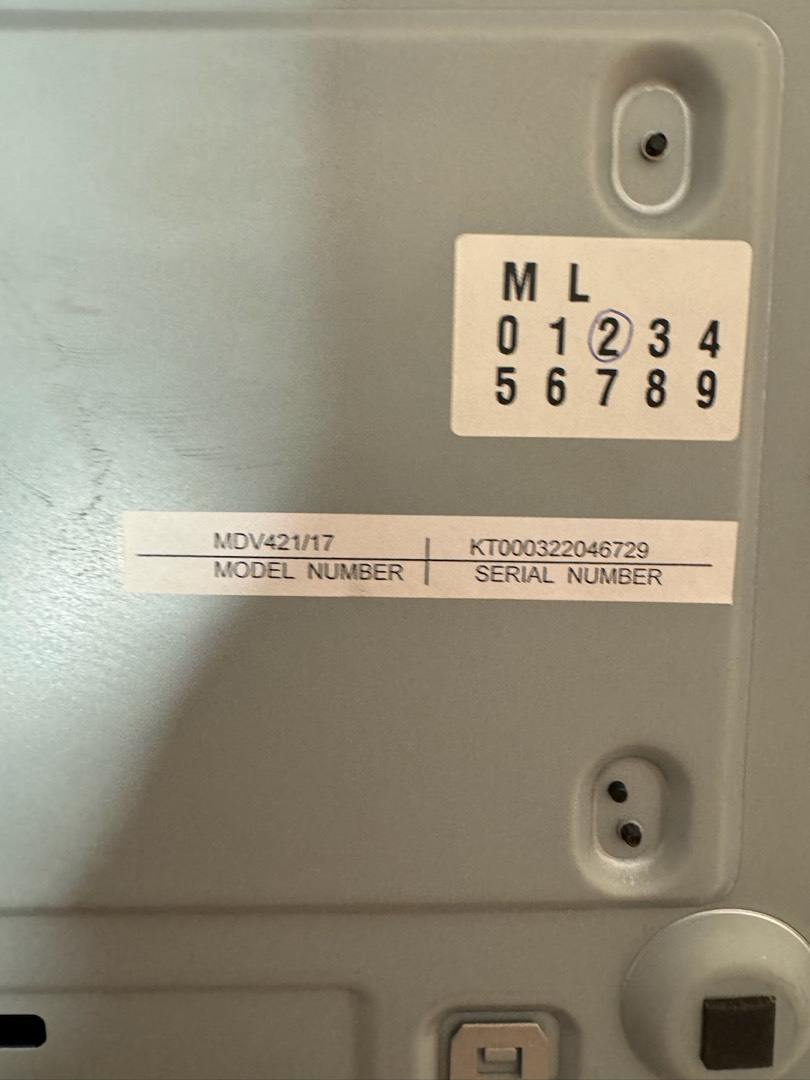 M L
0 1 2 3 4
5 6 7 8 9
MDV421/17 KT000322046729
MODEL NUMBER SERIAL NUMBER